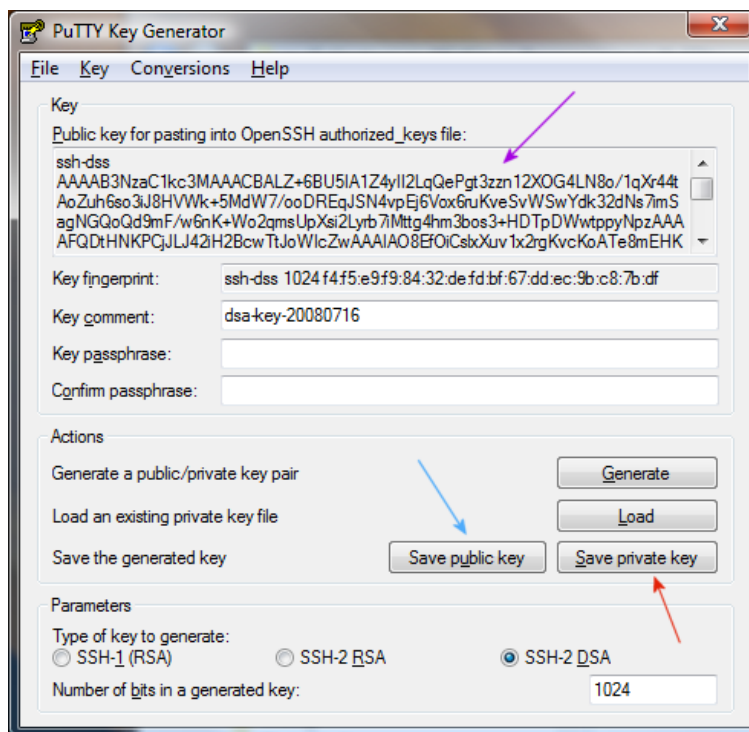 PuTTY Key Generator
File Key Conversions Help
Key
Public key for pasting into OpenSSH authorized_keys file:
ssh-dss
AAAAB3NzaC1kc3MAAACBALZ+6BU5IA1Z4yII2LqQePgt3zzn12XOG4LN8o/1qXr44t
AoZuh6so3iJ8HVWk+5MdW7/ooDREqJSN4vpEj6Vox6ruKveSvWSwYdk32dNs7imS
agNGQoQd9mF/w6nK+Wo2qmsUpXsi2Lyrb7iMttg4hm3bos3+HDTpDWwtppyNpzAAA
AFQDtHNKPCjJLJ42iH2BcwTtJoWIcZwAAAIAO8EfOiCslxXuv1x2rgKvcKoATe8mEHK
Key fingerprint: ssh-dss 1024 f4:f5:e9:f9:84:32:de:fd:bf:67:dd:ec:9b:c8:7b:df
Key comment: dsa-key-20080716
Key passphrase:
Confirm passphrase:
Actions
Generate a public/private key pair Generate
Load an existing private key file Load
Save the generated key Save public key Save private key
Parameters
Type of key to generate:
SSH-1 (RSA) SSH-2 RSA SSH-2 DSA
Number of bits in a generated key: 1024